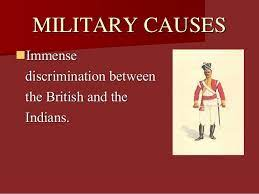 MILITARY CAUSES
Immense
discrimination between
the British and the
Indians.